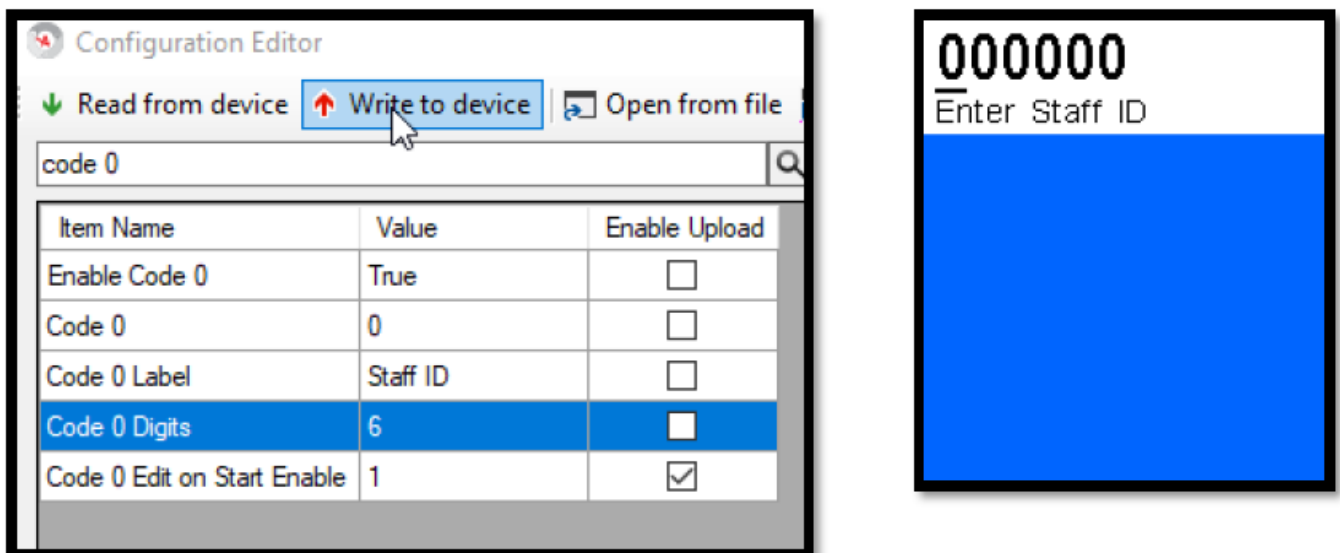 Configuration Editor
Read from device Write to device Open from file
code 0
Item Name Value Enable Upload
Enable Code 0 True
Code 0 0
Code 0 Label Staff ID
Code 0 Digits 6
Code 0 Edit on Start Enable 1
000000
Enter Staff ID